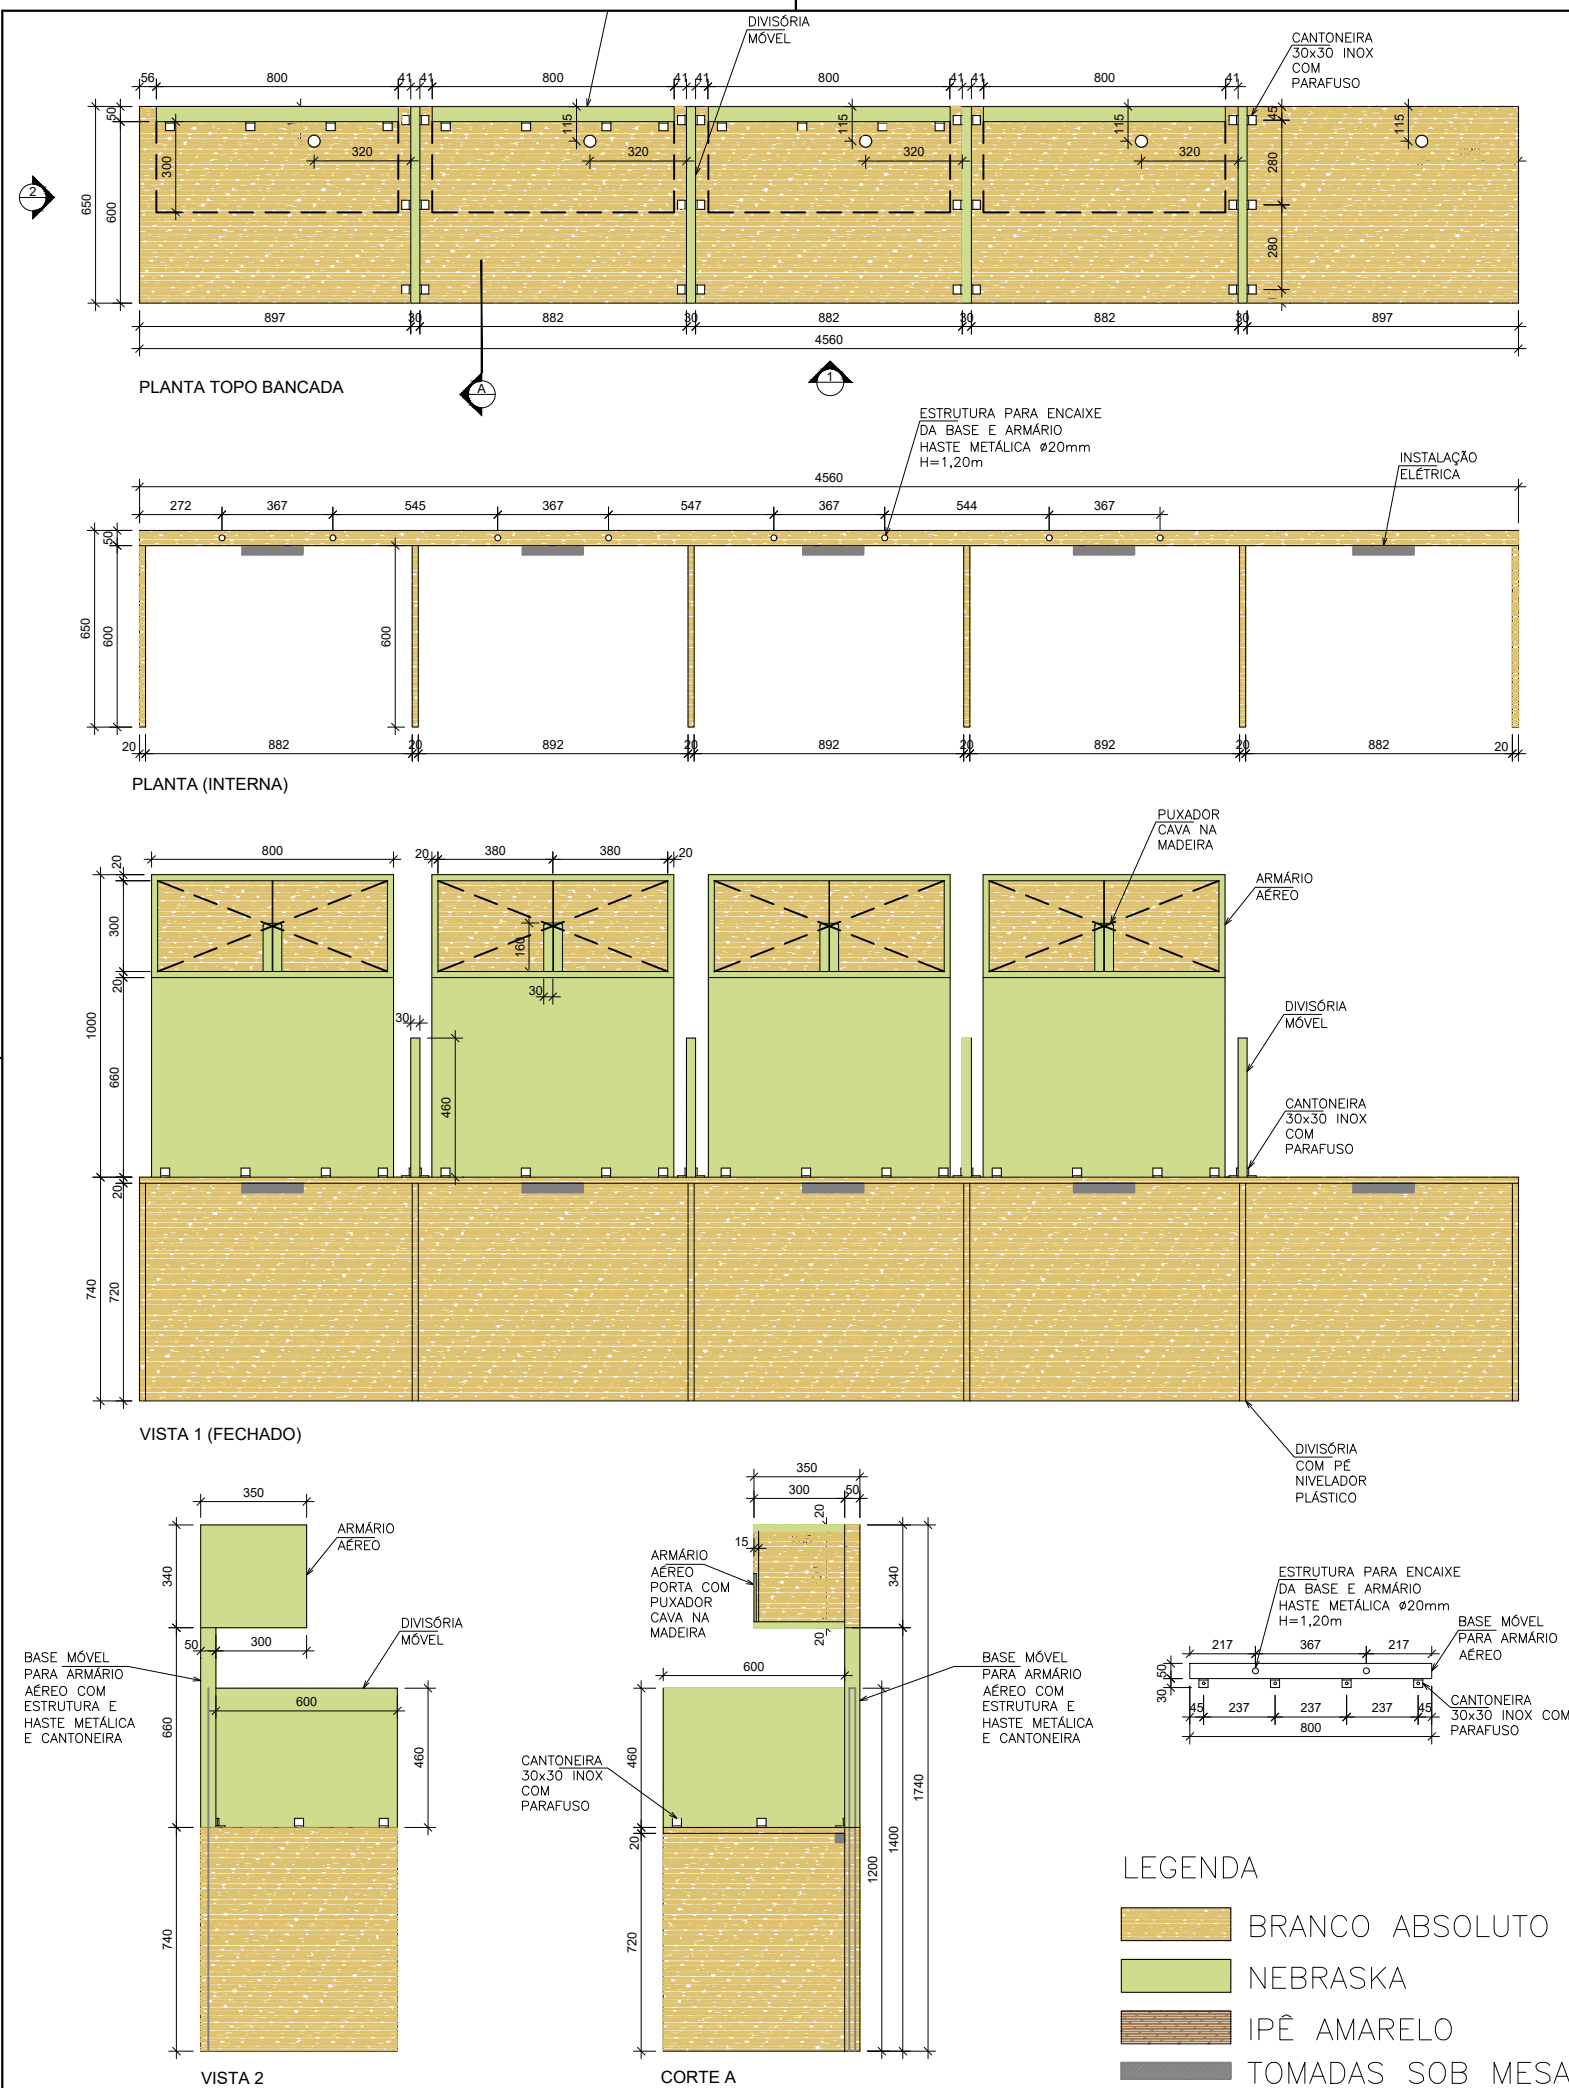 DIVISÓRIA
MÓVEL
CANTONEIRA
30x30 INOX
COM
PARAFUSO
56 800 41 41 800 41 41 800 41 41 800 41
50 115 115 115 115 45
320 320 320 320
300 280
650 600 280
2
897 30 882 30 882 30 882 30 897
4560
PLANTA TOPO BANCADA
A
1
ESTRUTURA PARA ENCAIXE
DA BASE E ARMÁRIO
HASTE METÁLICA ø20mm
H=1,20m
INSTALAÇÃO
ELÉTRICA
4560
272 367 545 367 547 367 544 367
50
650 600 600
20 882 20 892 20 892 20 892 20 882 20
PLANTA (INTERNA)
PUXADOR
CAVA NA
MADEIRA
800 20 380 380 20
20
ARMÁRIO
AÉREO
300 160
20 30
1000 30
DIVISÓRIA
MÓVEL
660 460
CANTONEIRA
30x30 INOX
COM
PARAFUSO
20
740 720
VISTA 1 (FECHADO)
DIVISÓRIA
COM PÉ
NIVELADOR
PLÁSTICO
350
ARMÁRIO
AÉREO
340
DIVISÓRIA
MÓVEL
50 300
BASE MÓVEL
PARA ARMÁRIO
AÉREO COM
ESTRUTURA E
HASTE METÁLICA
E CANTONEIRA
600
660 460
740
VISTA 2
350
300 50
20
15
ARMÁRIO
AÉREO
PORTA COM
PUXADOR
CAVA NA
MADEIRA
340
20
600
BASE MÓVEL
PARA ARMÁRIO
AÉREO COM
ESTRUTURA E
HASTE METÁLICA
E CANTONEIRA
460
CANTONEIRA
30x30 INOX
COM
PARAFUSO
1740
1400
1200
20
720
CORTE A
ESTRUTURA PARA ENCAIXE
DA BASE E ARMÁRIO
HASTE METÁLICA ø20mm
H=1,20m
BASE MÓVEL
PARA ARMÁRIO
AÉREO
217 367 217
50
30
CANTONEIRA
30x30 INOX COM
PARAFUSO
45 237 237 237 45
800
LEGENDA
BRANCO ABSOLUTO
NEBRASKA
IPÊ AMARELO
TOMADAS SOB MESA